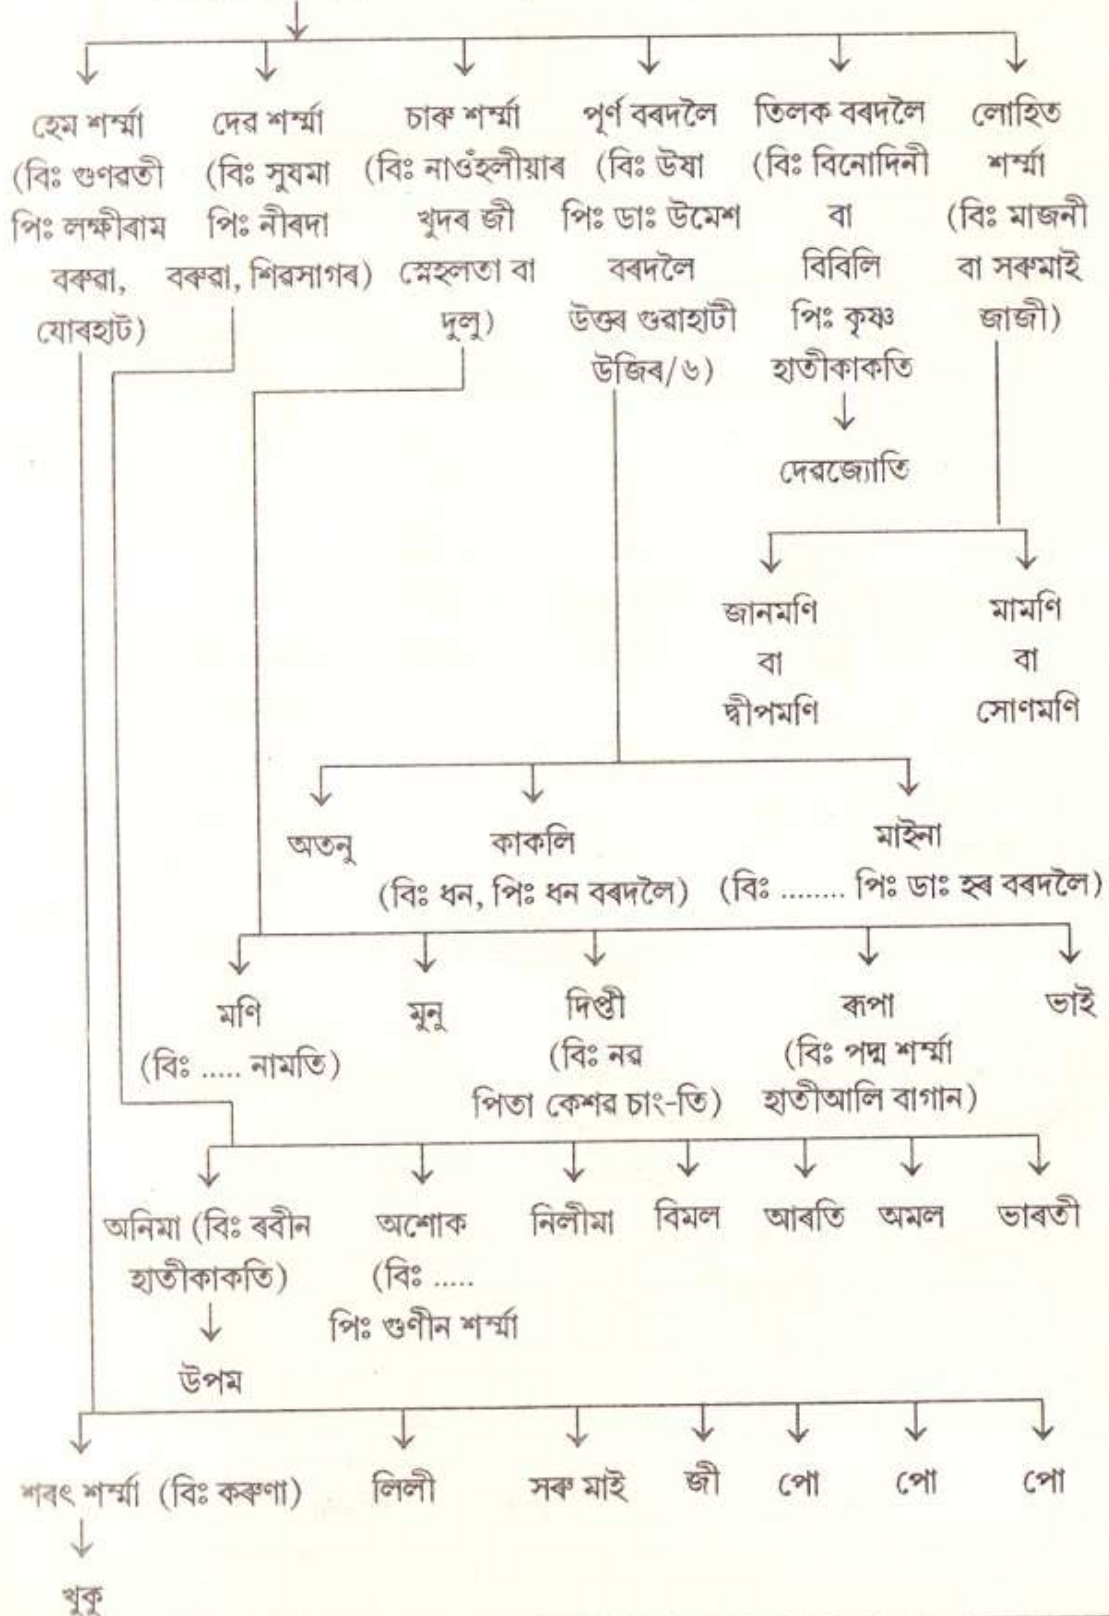 হেম শৰ্ম্মা দেৱ শৰ্ম্মা চাৰু শৰ্ম্মা পূৰ্ণ বৰদলৈ তিলক বৰদলৈ লোহিত
(বিঃ গুণৱতী (বিঃ সুষমা (বিঃ নাওঁহলীয়াৰ (বিঃ উষা (বিঃ বিনোদিনী শৰ্ম্মা
পিঃ লক্ষীৰাম পিঃ নীৰদা খুদৰ জী পিঃ ডাঃ উমেশ বা (বিঃ মাজনী
বৰুৱা, বৰুৱা, শিৱসাগৰ) স্নেহলতা বা বৰদলৈ বিবিলি বা সৰুমাই
যোৰহাট) দুলু) উত্তৰ গুৱাহাটী পিঃ কৃষ্ণ জাজী)
উজিৰ/৬) হাতীকাকতি
দেৱজ্যোতি
জানমণি মামণি
বা বা
দ্বীপমণি সোণমণি
অতনু কাকলি মাইনা
(বিঃ ধন, পিঃ ধন বৰদলৈ) (বিঃ ........ পিঃ ডাঃ হৰ বৰদলৈ)
মণি মুনু দিপ্তী ৰূপা ভাই
(বিঃ ..... নামতি) (বিঃ নৱ (বিঃ পদ্ম শৰ্ম্মা
পিতা কেশৱ চাং-তি) হাতীআলি বাগান)
অনিমা (বিঃ ৰবীন অশোক নিলীমা বিমল আৰতি অমল ভাৰতী
হাতীকাকতি) (বিঃ .....
পিঃ গুণীন শৰ্ম্মা
উপম
শৰৎ শৰ্ম্মা (বিঃ কৰুণা) লিলী সৰু মাই জী পো পো পো
খুকু